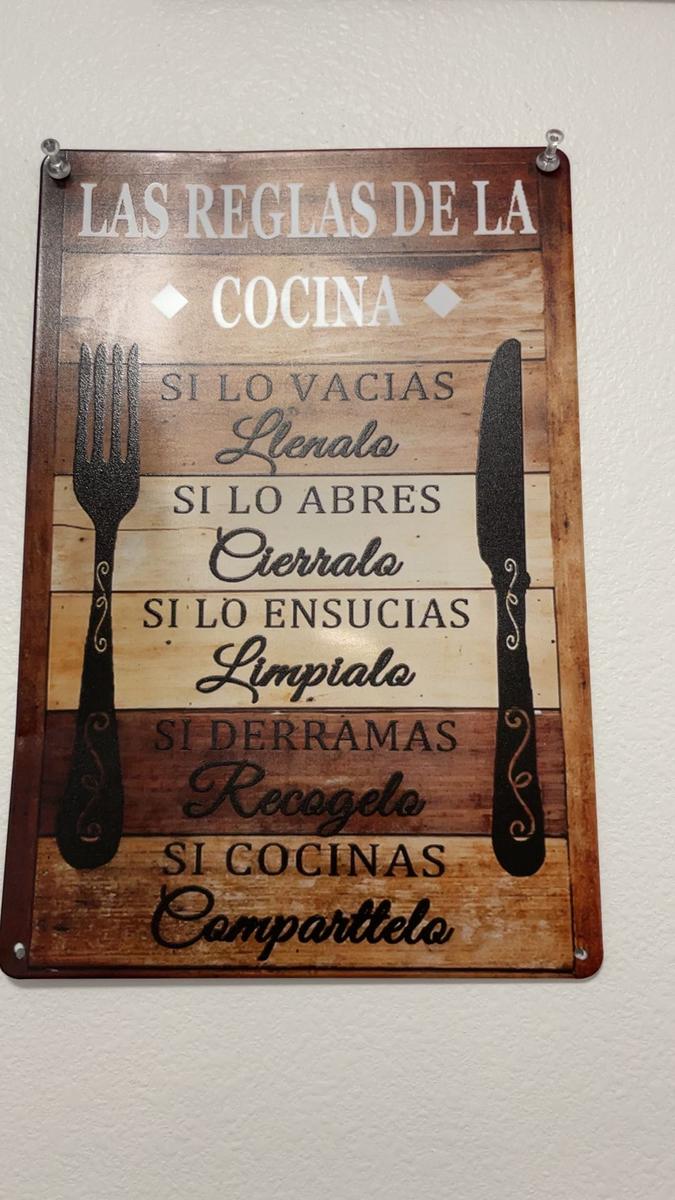 LAS REGLAS DE LA
COCINA
SI LO VACIAS
Llenalo
SI LO ABRES
Cierralo
SI LO ENSUCIAS
Limpialo
SI DERRAMAS
Recogelo
SI COCINAS
Comparttelo